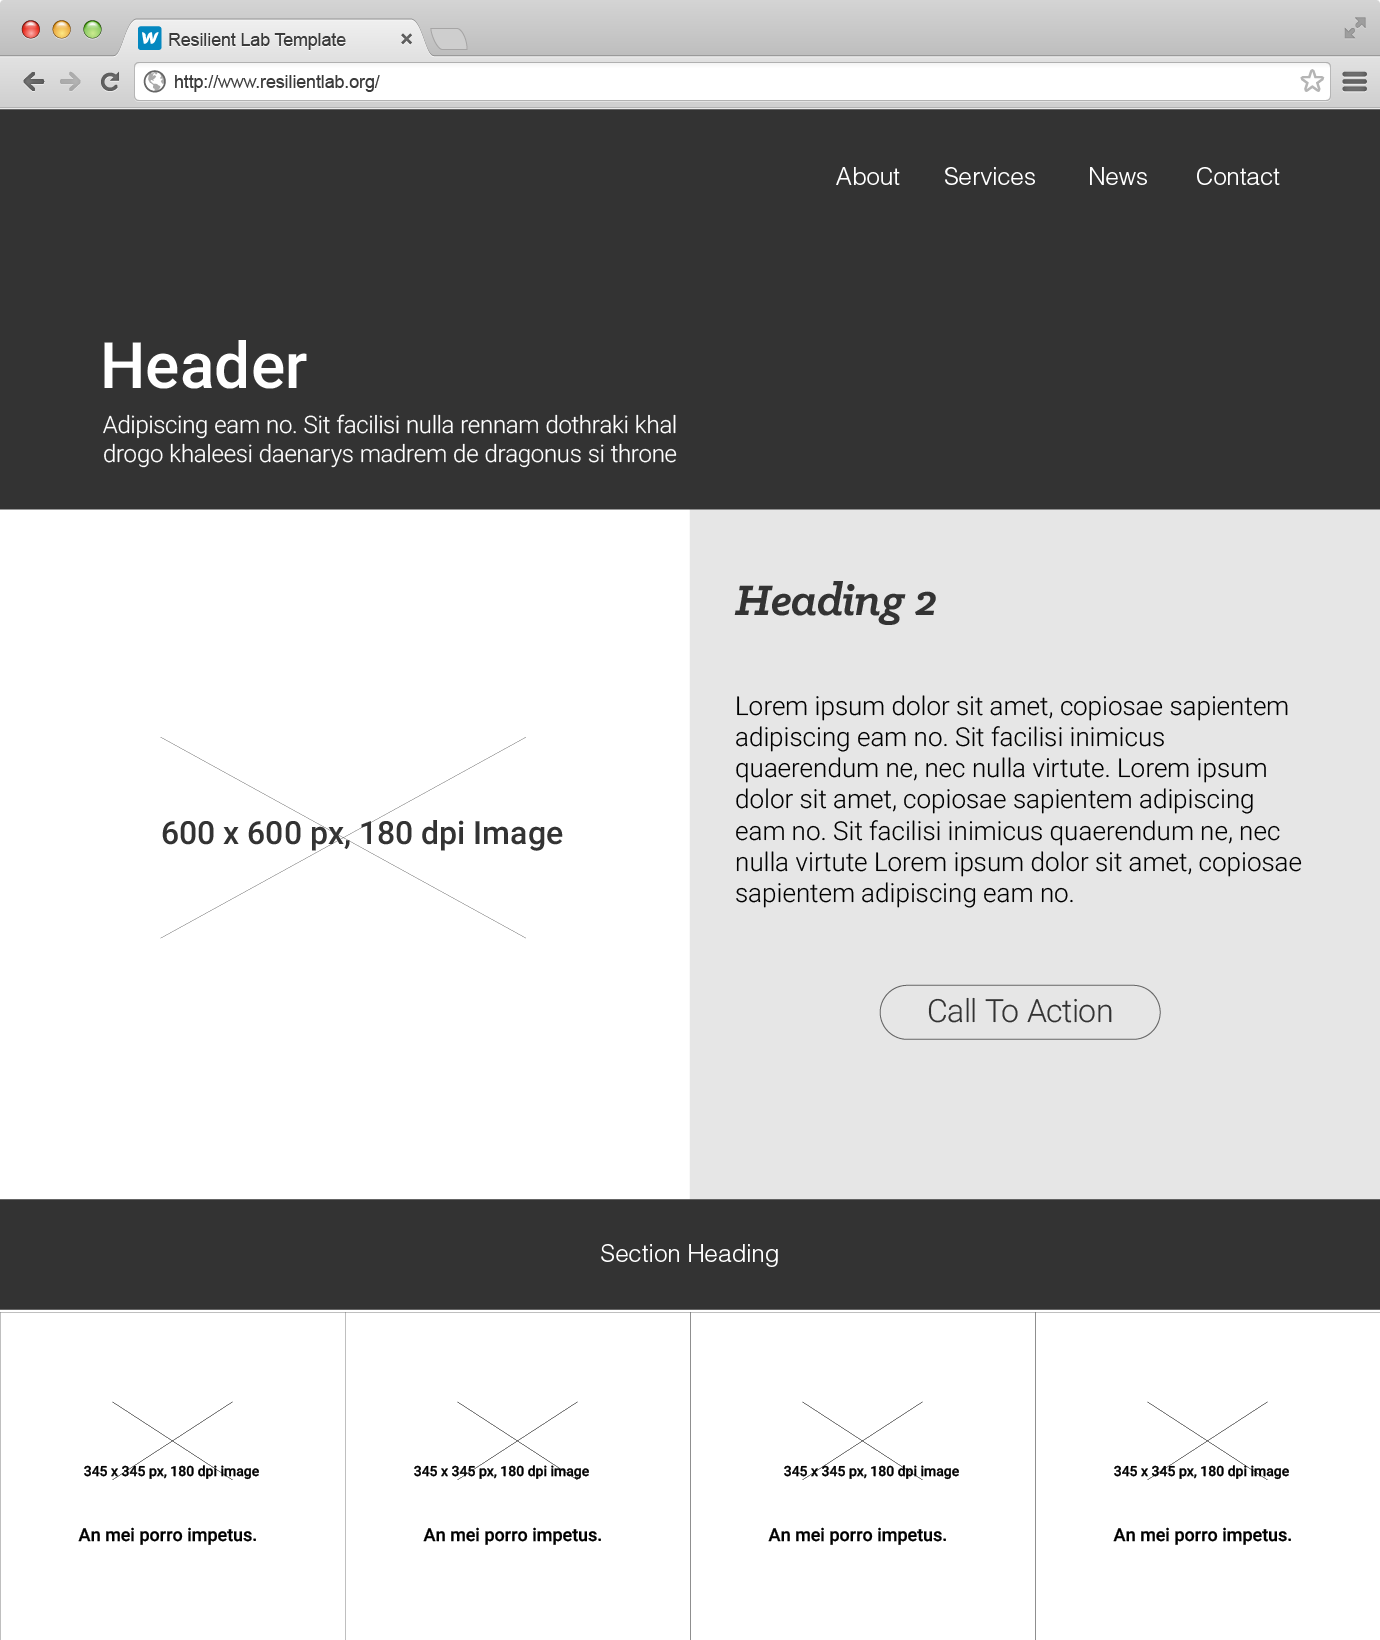 Resilient Lab Template
http://www.resilientlab.org/
About Services News Contact
Header
Adipiscing eam no. Sit facilisi nulla rennam dothraki khal
drogo khaleesi daenarys madrem de dragonus si throne
600 x 600 px, 180 dpi Image
Heading 2
Lorem ipsum dolor sit amet, copiosae sapientem
adipiscing eam no. Sit facilisi inimicus
quaerendum ne, nec nulla virtute. Lorem ipsum
dolor sit amet, copiosae sapientem adipiscing
eam no. Sit facilisi inimicus quaerendum ne, nec
nulla virtute Lorem ipsum dolor sit amet, copiosae
sapientem adipiscing eam no.
Call To Action
Section Heading
345 x 345 px, 180 dpi image
An mei porro impetus.
345 x 345 px, 180 dpi image
An mei porro impetus.
345 x 345 px, 180 dpi image
An mei porro impetus.
345 x 345 px, 180 dpi image
An mei porro impetus.